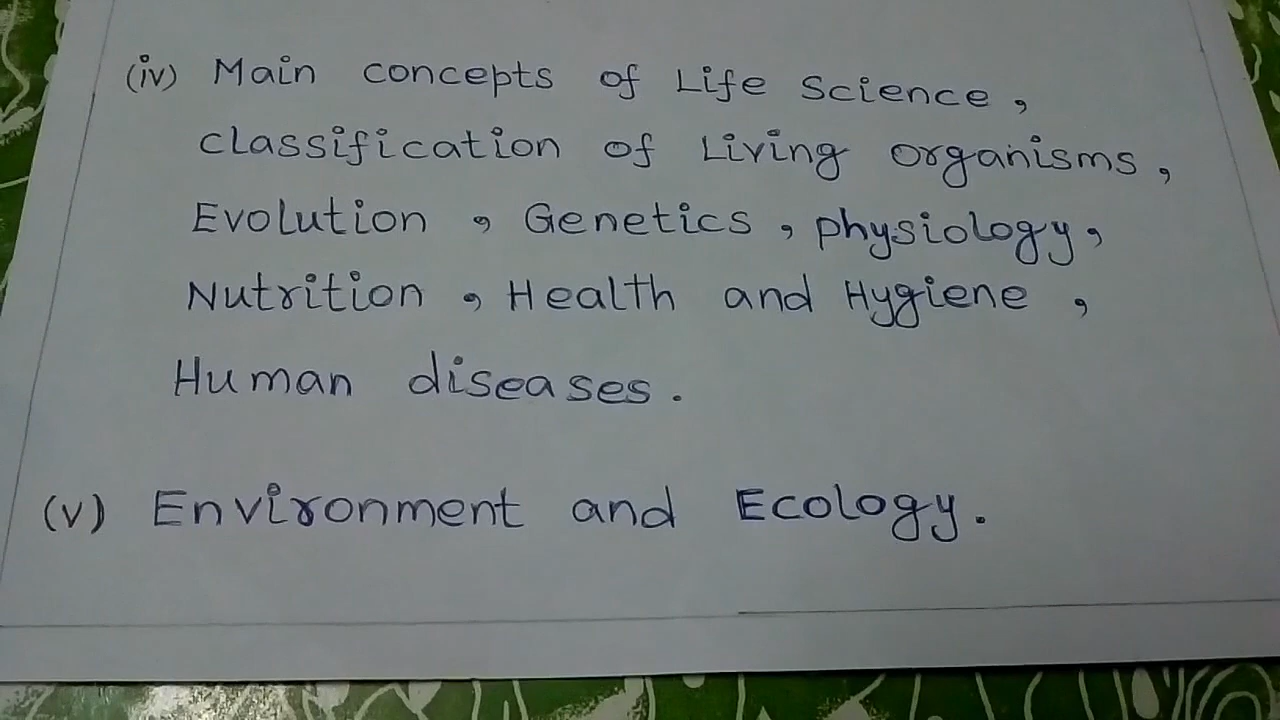 (iv) Main concepts of Life Science,
classification of Living organisms,
Evolution, Genetics, physiology,
Nutrition, Health and Hygiene,
Human diseases.
(v) Environment and Ecology.